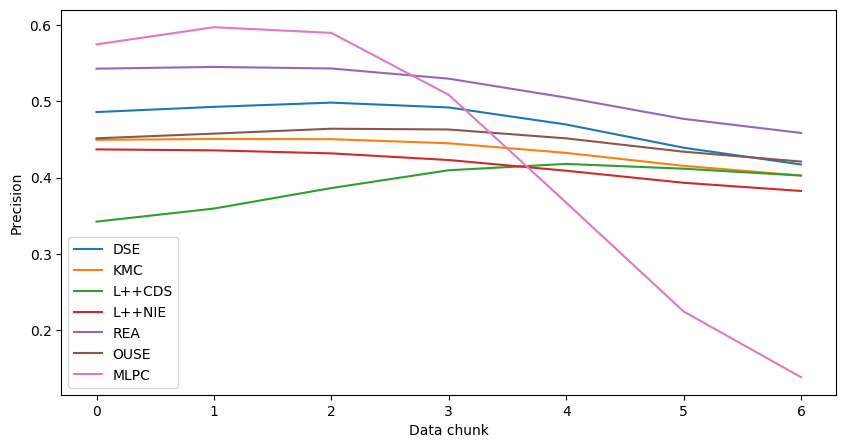 0.6
0.5
0.4
0.3
0.2
Precision
DSE
KMC
L++CDS
L++NIE
REA
OUSE
MLPC
0 1 2 3 4 5 6
Data chunk